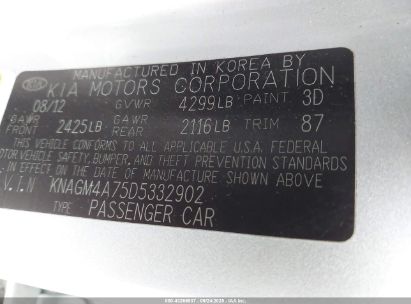 MANUFACTURED IN KOREA BY
KIA MOTORS CORPORATION
08/12 GVWR 4299LB PAINT 3D
GAWR FRONT 2425LB GAWR REAR 2116LB TRIM 87
THIS VEHICLE CONFORMS TO ALL APPLICABLE U.S.A. FEDERAL
MOTOR VEHICLE SAFETY, BUMPER, AND THEFT PREVENTION STANDARDS
IN EFFECT ON THE DATE OF MANUFACTURE SHOWN ABOVE
V.I.N KNAGM4A75D5332902
TYPE PASSENGER CAR